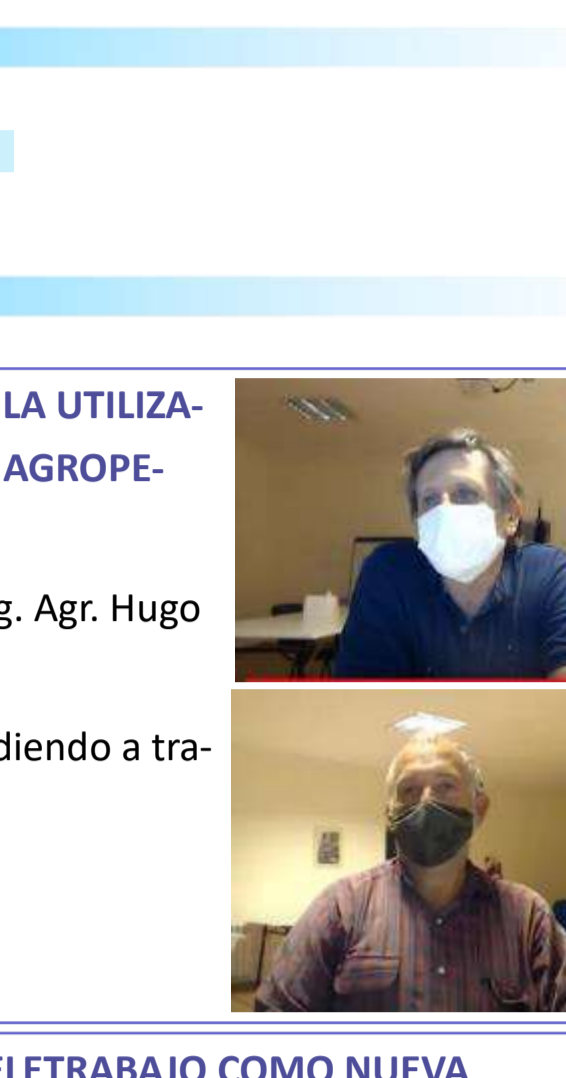 LA UTILIZA-
AGROPE-
g. Agr. Hugo
diendo a tra-
ELETRABAJO COMO NUEVA